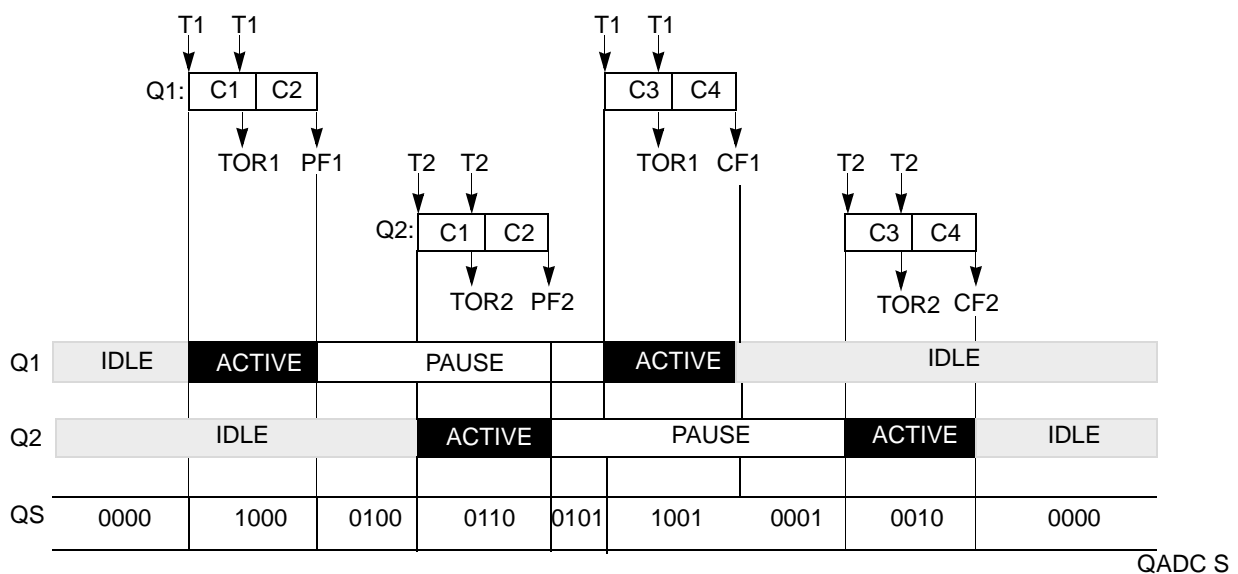 T1 T1 T1 T1
Q1: C1 C2 C3 C4
TOR1 PF1 T2 T2 TOR1 CF1 T2 T2
Q2: C1 C2 C3 C4
TOR2 PF2 TOR2 CF2
Q1 IDLE ACTIVE PAUSE ACTIVE IDLE
Q2 IDLE ACTIVE PAUSE ACTIVE IDLE
QS 0000 1000 0100 0110 0101 1001 0001 0010 0000
QADC S